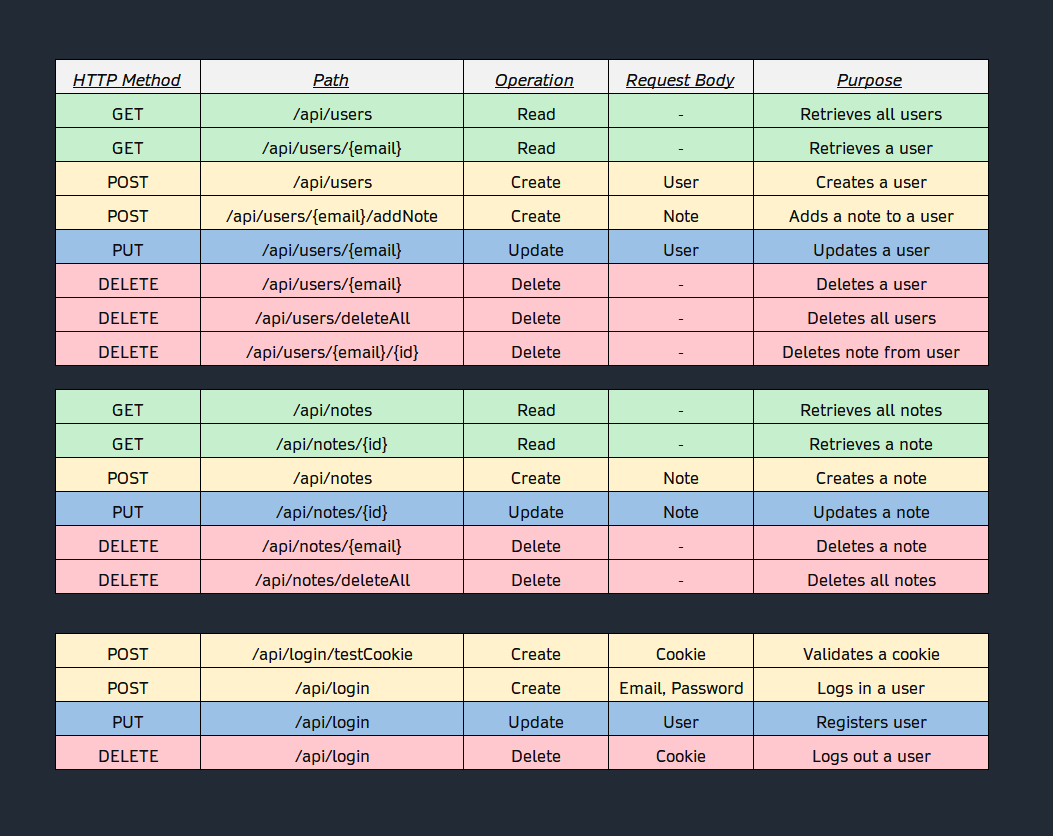 HTTP Method Path Operation Request Body Purpose
GET /api/users Read - Retrieves all users
GET /api/users/{email} Read - Retrieves a user
POST /api/users Create User Creates a user
POST /api/users/{email}/addNote Create Note Adds a note to a user
PUT /api/users/{email} Update User Updates a user
DELETE /api/users/{email} Delete - Deletes a user
DELETE /api/users/deleteAll Delete - Deletes all users
DELETE /api/users/{email}/{id} Delete - Deletes note from user
GET /api/notes Read - Retrieves all notes
GET /api/notes/{id} Read - Retrieves a note
POST /api/notes Create Note Creates a note
PUT /api/notes/{id} Update Note Updates a note
DELETE /api/notes/{email} Delete - Deletes a note
DELETE /api/notes/deleteAll Delete - Deletes all notes
POST /api/login/testCookie Create Cookie Validates a cookie
POST /api/login Create Email, Password Logs in a user
PUT /api/login Update User Registers user
DELETE /api/login Delete Cookie Logs out a user